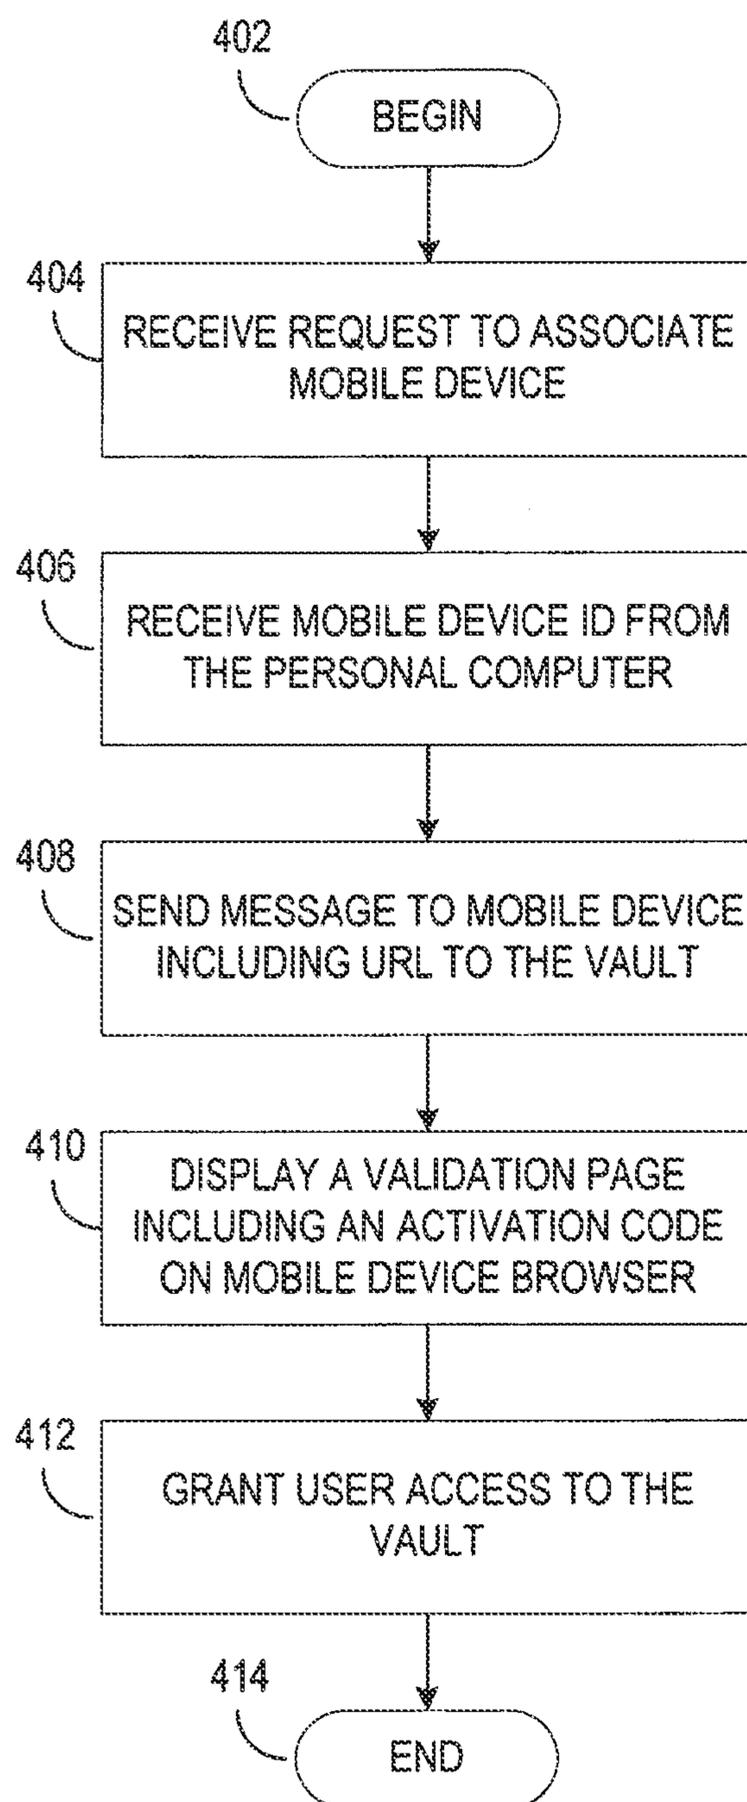 402
BEGIN
404
RECEIVE REQUEST TO ASSOCIATE
MOBILE DEVICE
406
RECEIVE MOBILE DEVICE ID FROM
THE PERSONAL COMPUTER
408
SEND MESSAGE TO MOBILE DEVICE
INCLUDING URL TO THE VAULT
410
DISPLAY A VALIDATION PAGE
INCLUDING AN ACTIVATION CODE
ON MOBILE DEVICE BROWSER
412
GRANT USER ACCESS TO THE
VAULT
414
END